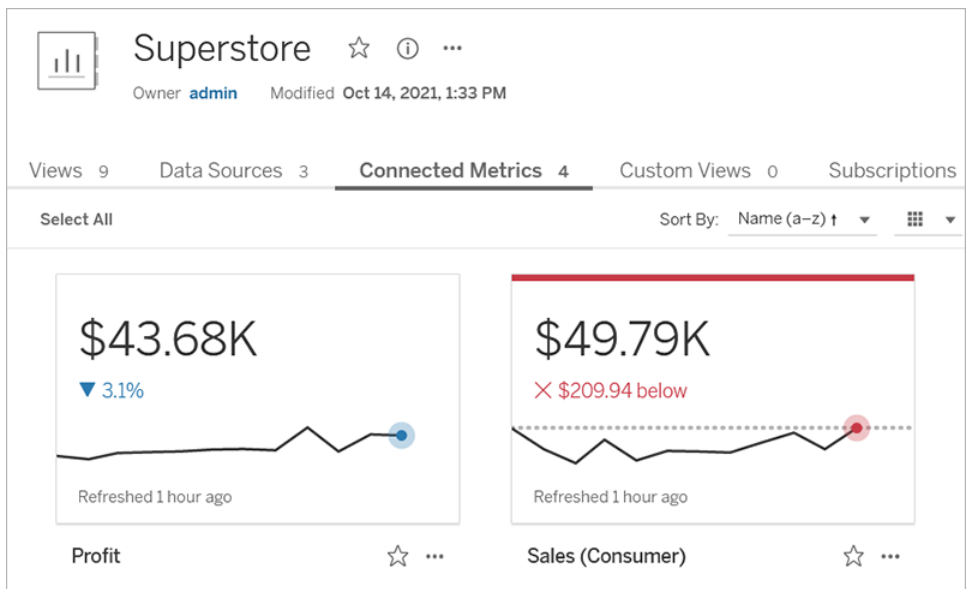 Superstore
Owner admin Modified Oct 14, 2021, 1:33 PM
Views 9 Data Sources 3 Connected Metrics 4 Custom Views 0 Subscriptions
Select All Sort By: Name (a–z) ↑
$43.68K $49.79K
▼ 3.1% × $209.94 below
Refreshed 1 hour ago Refreshed 1 hour ago
Profit ... Sales (Consumer) ...